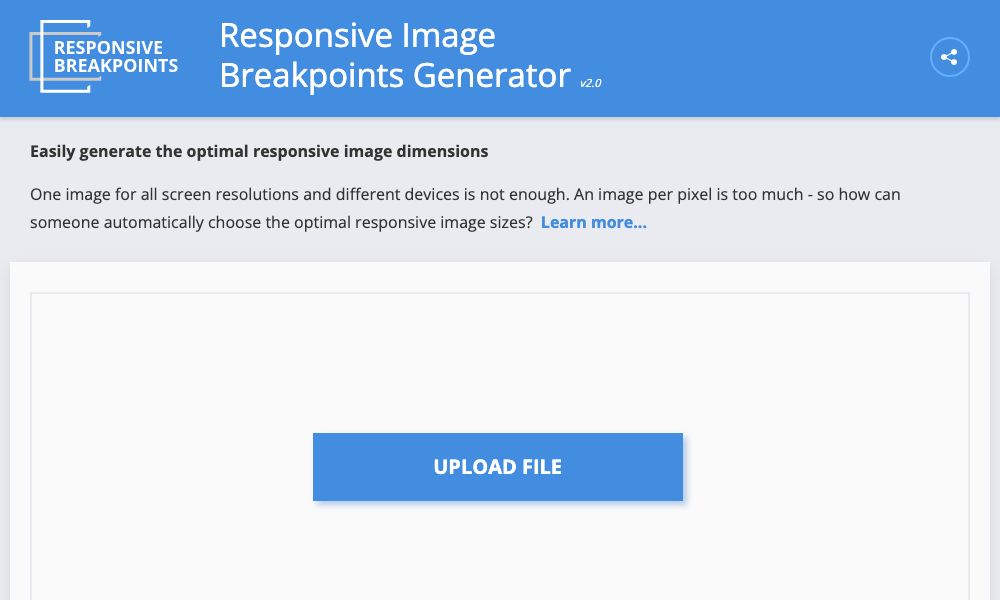 RESPONSIVE
BREAKPOINTS
Responsive Image
Breakpoints Generator v2.0
Easily generate the optimal responsive image dimensions
One image for all screen resolutions and different devices is not enough. An image per pixel is too much - so how can
someone automatically choose the optimal responsive image sizes? Learn more...
UPLOAD FILE